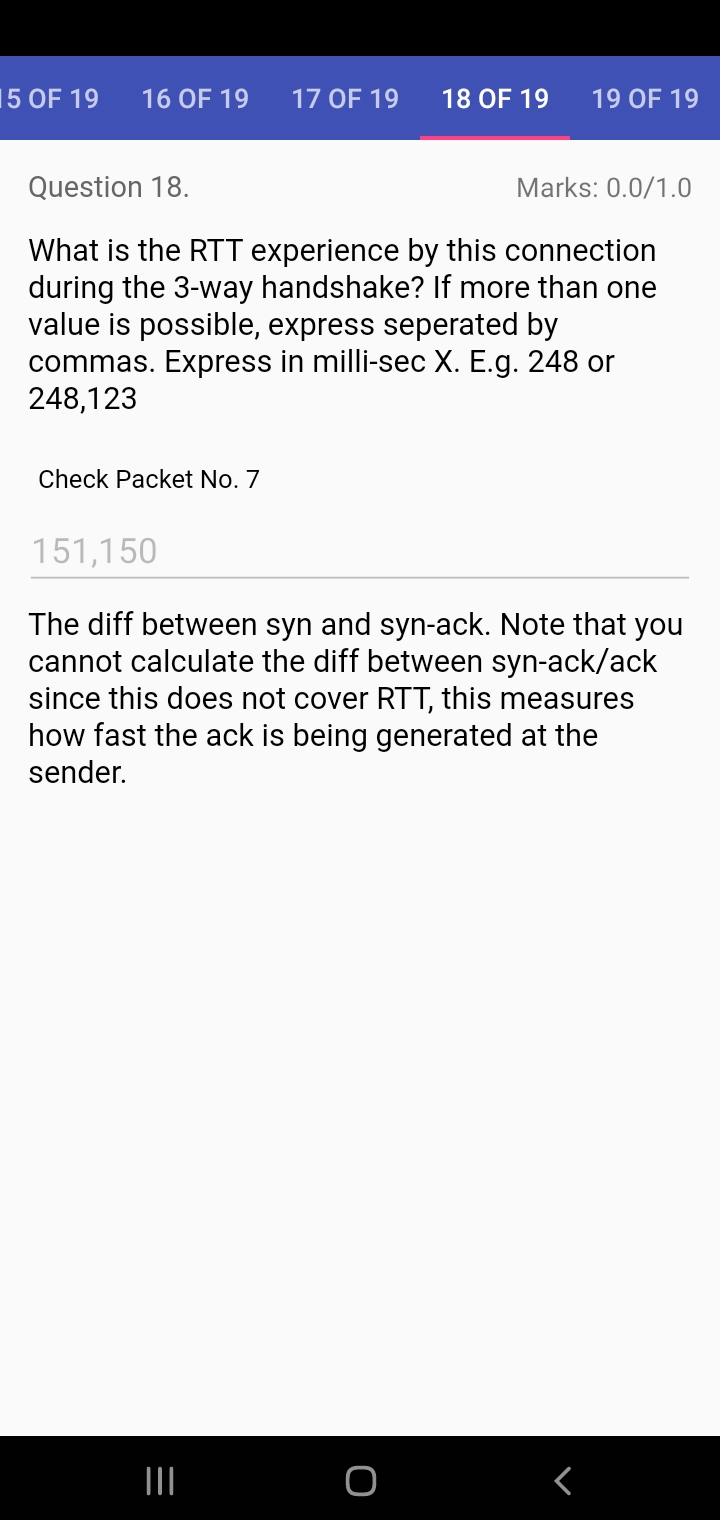 15 OF 19 16 OF 19 17 OF 19 18 OF 19 19 OF 19
Question 18. Marks: 0.0/1.0
What is the RTT experience by this connection
during the 3-way handshake? If more than one
value is possible, express seperated by
commas. Express in milli-sec X. E.g. 248 or
248,123
Check Packet No. 7
151,150
The diff between syn and syn-ack. Note that you
cannot calculate the diff between syn-ack/ack
since this does not cover RTT, this measures
how fast the ack is being generated at the
sender.